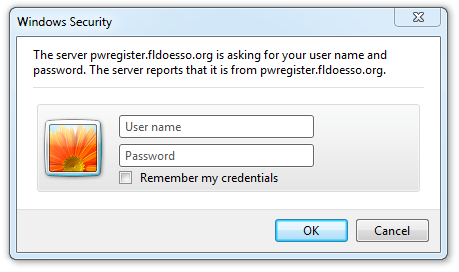 Windows Security
The server pwregister.fldoesso.org is asking for your user name and
password. The server reports that it is from pwregister.fldoesso.org.
User name
Password
Remember my credentials
OK
Cancel